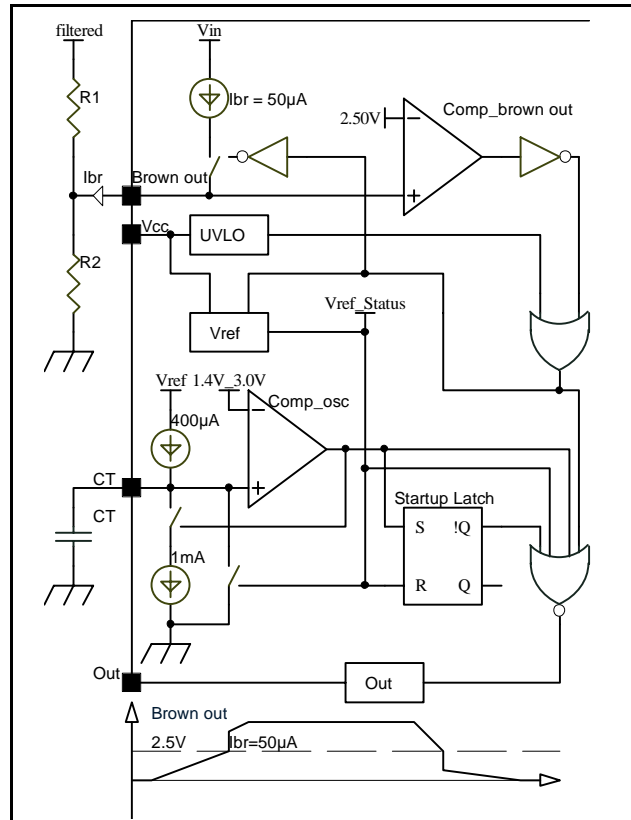 filtered
Vin
R1
Ibr = 50µA
Comp_brown out
2.50V
Ibr
Brown out
Vcc
UVLO
R2
Vref_Status
Vref
Vref 1.4V_3.0V
Comp_osc
400µA
CT
CT
Startup Latch
S !Q
1mA
R Q
Out
Out
Brown out
2.5V
Ibr=50µA